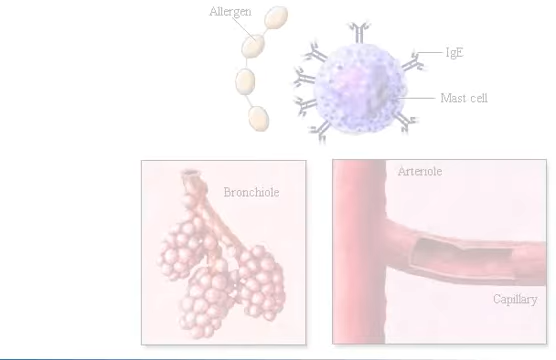 Allergen
IgE
Mast cell
Bronchiole
Arteriole
Capillary